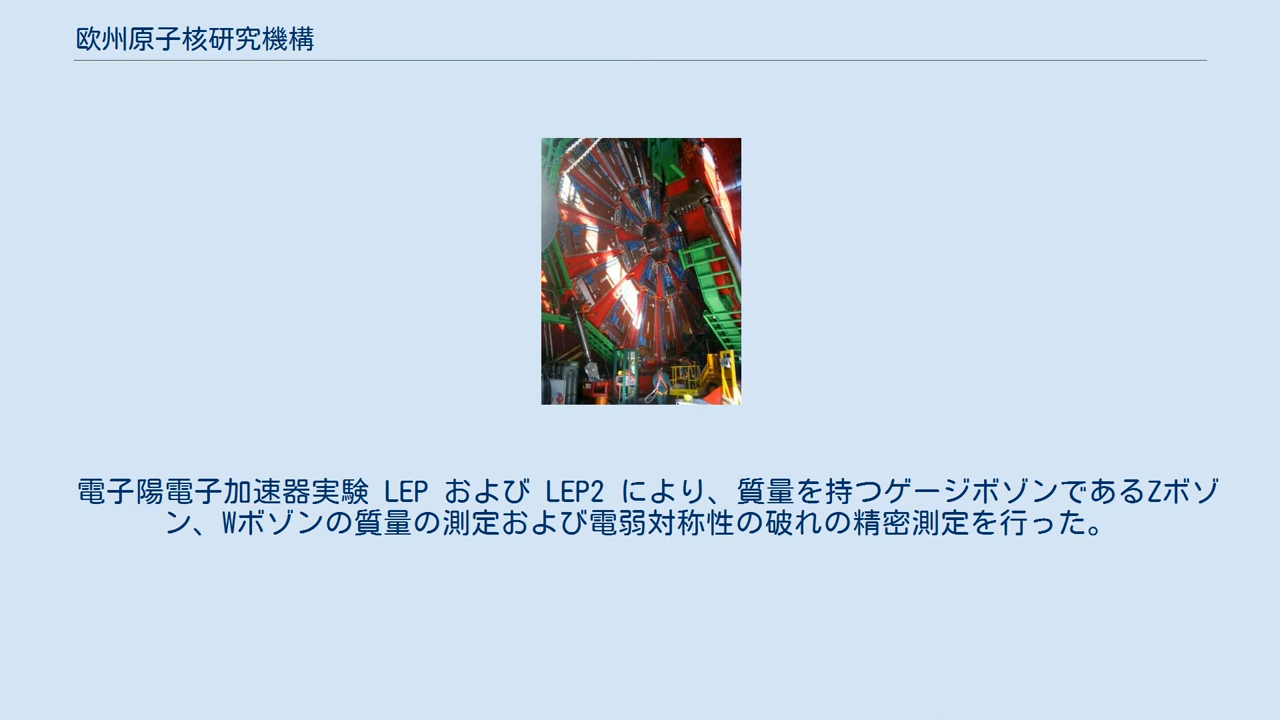 欧州原子核研究機構
電子陽電子加速器実験 LEP および LEP2 により、質量を持つゲージボゾンであるZボゾ
ン、Wボゾンの質量の測定および電弱対称性の破れの精密測定を行った。